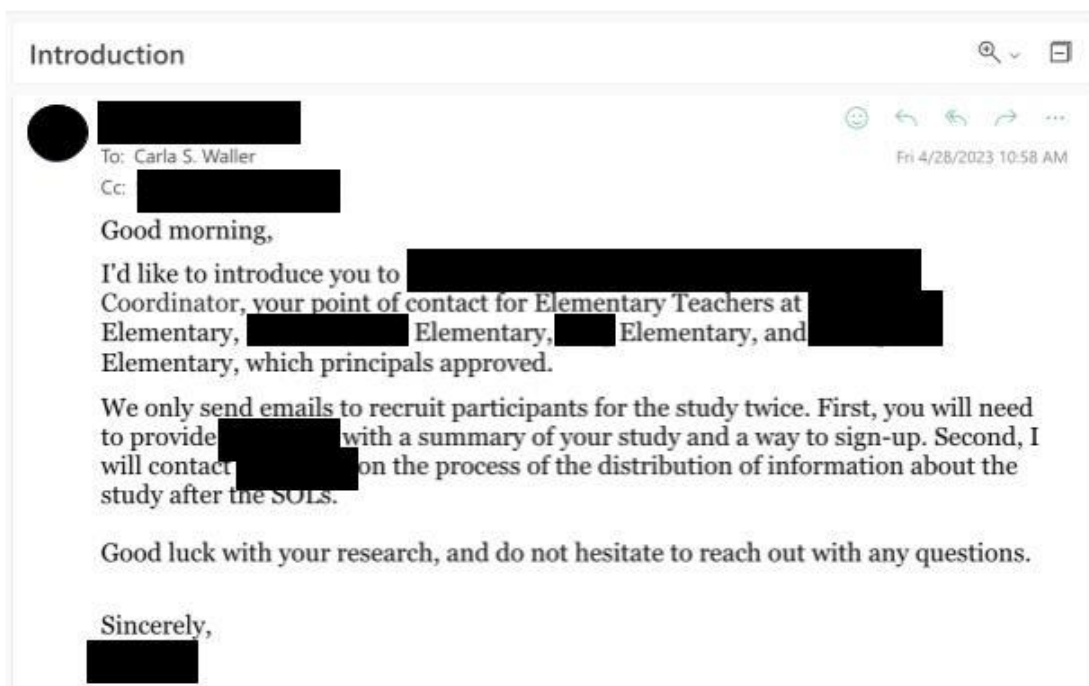 Introduction
To: Carla S. Waller
Fri 4/28/2023 10:58 AM
Cc:
Good morning,
I'd like to introduce you to
Coordinator, your point of contact for Elementary Teachers at
Elementary, Elementary, Elementary, and
Elementary, which principals approved.
We only send emails to recruit participants for the study twice. First, you will need
to provide with a summary of your study and a way to sign-up. Second, I
will contact on the process of the distribution of information about the
study after the SOLs.
Good luck with your research, and do not hesitate to reach out with any questions.
Sincerely,